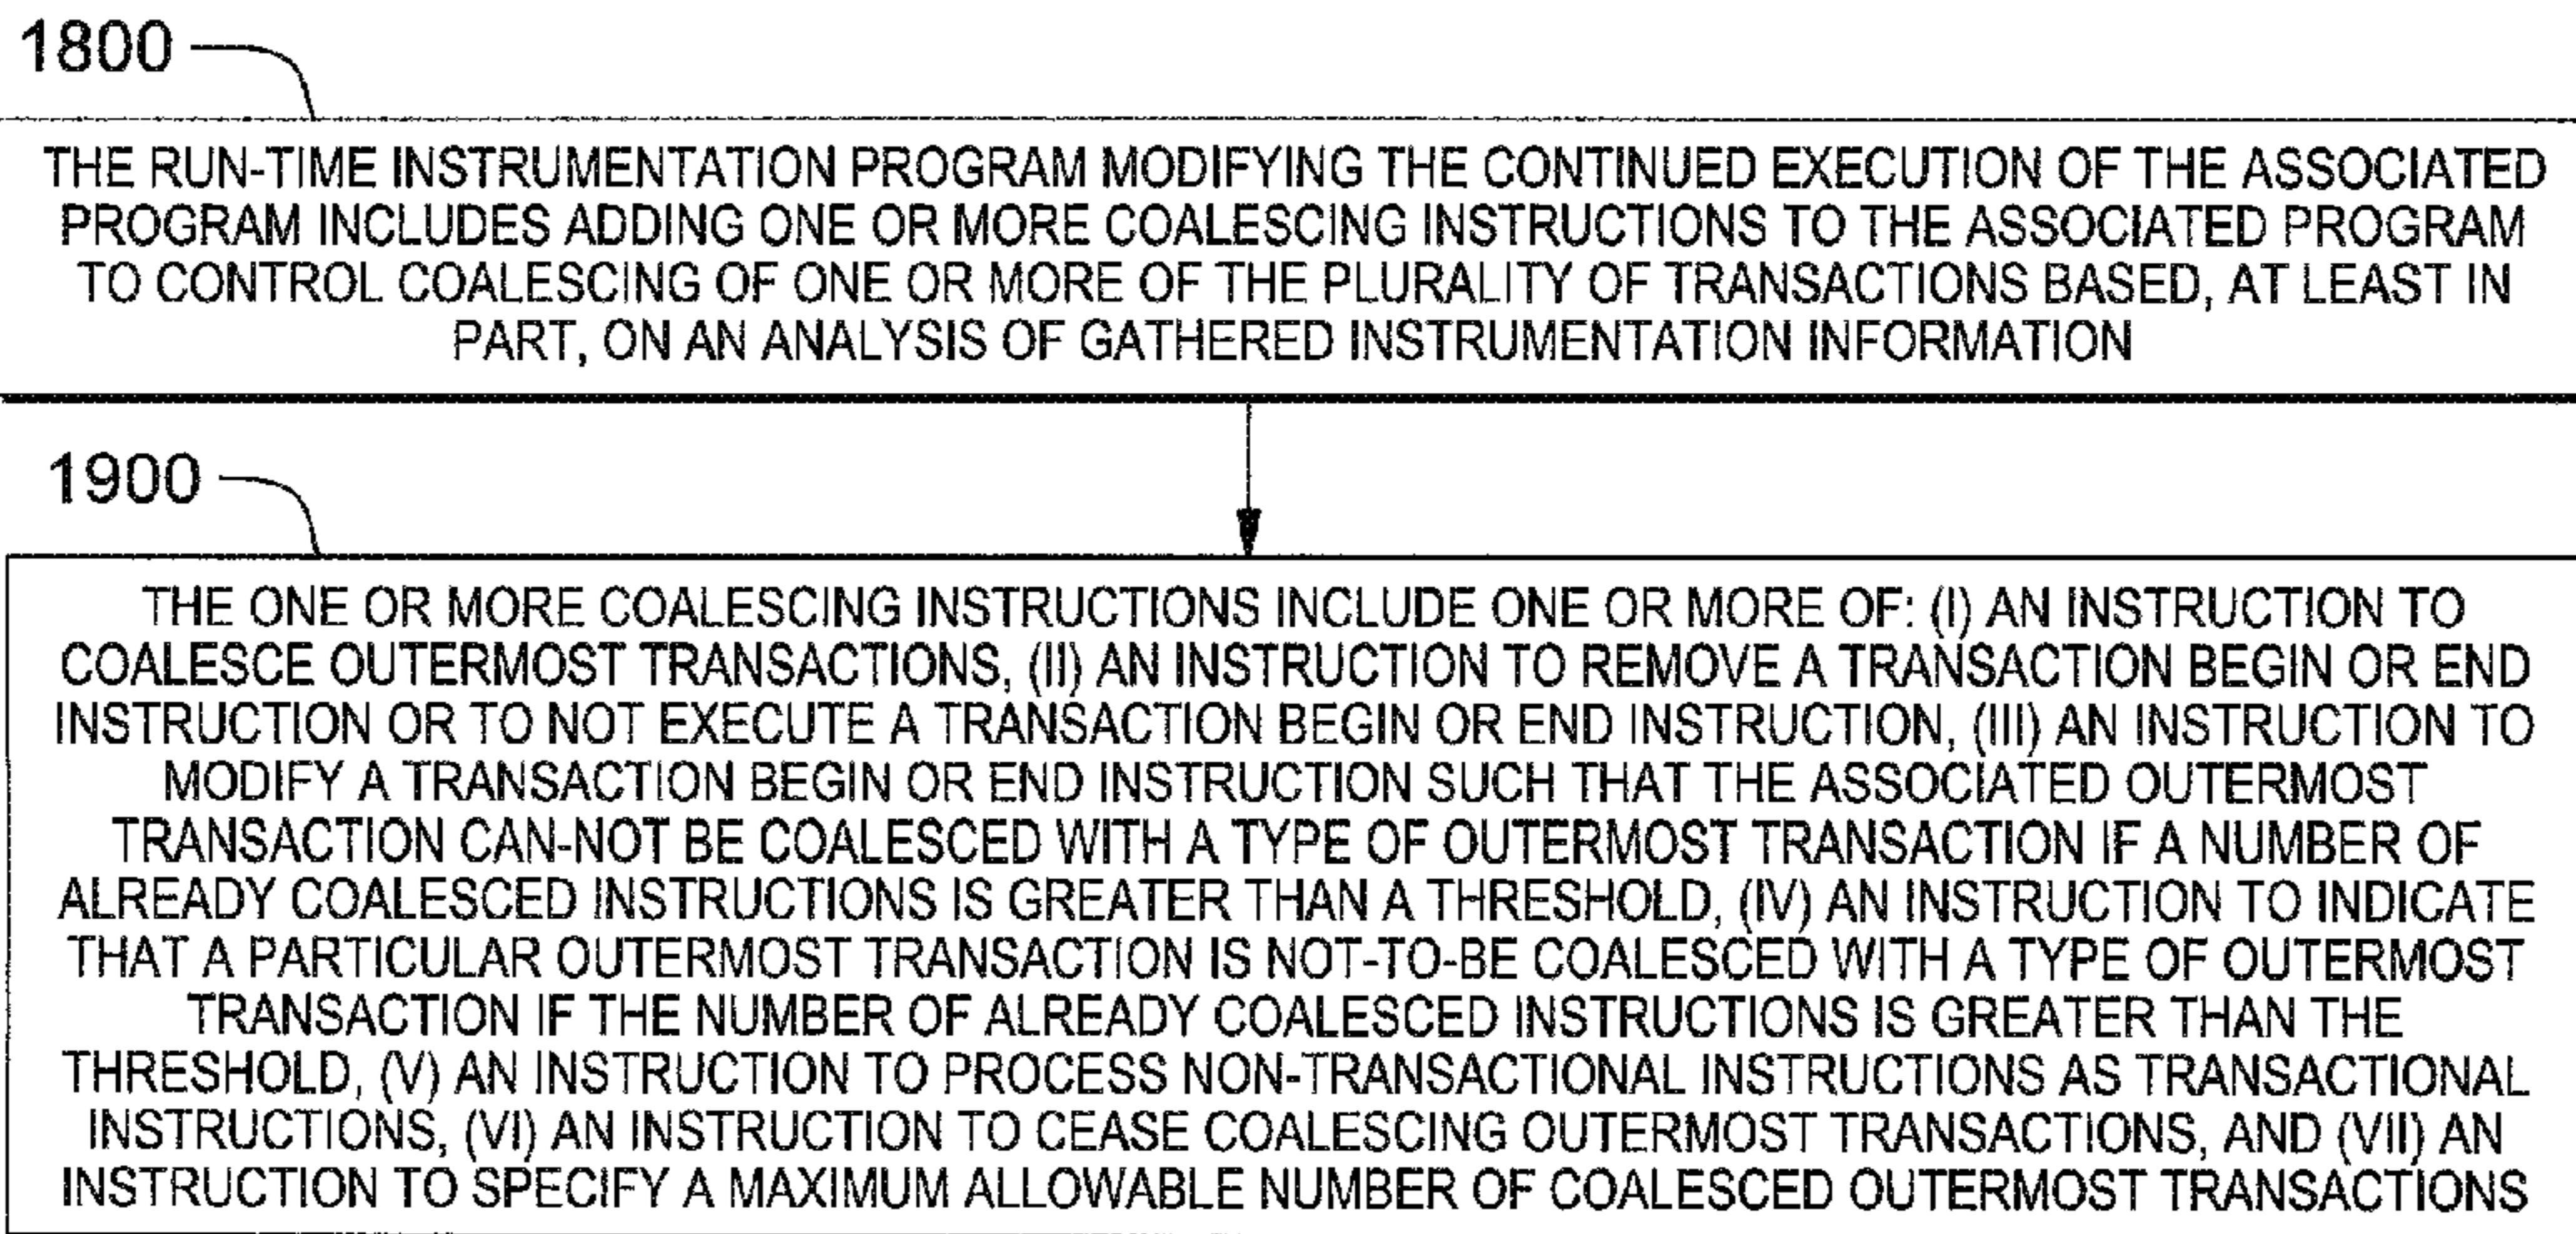 1800
THE RUN-TIME INSTRUMENTATION PROGRAM MODIFYING THE CONTINUED EXECUTION OF THE ASSOCIATED
PROGRAM INCLUDES ADDING ONE OR MORE COALESCING INSTRUCTIONS TO THE ASSOCIATED PROGRAM
TO CONTROL COALESCING OF ONE OR MORE OF THE PLURALITY OF TRANSACTIONS BASED, AT LEAST IN
PART, ON AN ANALYSIS OF GATHERED INSTRUMENTATION INFORMATION
1900
THE ONE OR MORE COALESCING INSTRUCTIONS INCLUDE ONE OR MORE OF: (I) AN INSTRUCTION TO
COALESCE OUTERMOST TRANSACTIONS, (II) AN INSTRUCTION TO REMOVE A TRANSACTION BEGIN OR END
INSTRUCTION OR TO NOT EXECUTE A TRANSACTION BEGIN OR END INSTRUCTION, (III) AN INSTRUCTION TO
MODIFY A TRANSACTION BEGIN OR END INSTRUCTION SUCH THAT THE ASSOCIATED OUTERMOST
TRANSACTION CAN-NOT BE COALESCED WITH A TYPE OF OUTERMOST TRANSACTION IF A NUMBER OF
ALREADY COALESCED INSTRUCTIONS IS GREATER THAN A THRESHOLD, (IV) AN INSTRUCTION TO INDICATE
THAT A PARTICULAR OUTERMOST TRANSACTION IS NOT-TO-BE COALESCED WITH A TYPE OF OUTERMOST
TRANSACTION IF THE NUMBER OF ALREADY COALESCED INSTRUCTIONS IS GREATER THAN THE
THRESHOLD, (V) AN INSTRUCTION TO PROCESS NON-TRANSACTIONAL INSTRUCTIONS AS TRANSACTIONAL
INSTRUCTIONS, (VI) AN INSTRUCTION TO CEASE COALESCING OUTERMOST TRANSACTIONS, AND (VII) AN
INSTRUCTION TO SPECIFY A MAXIMUM ALLOWABLE NUMBER OF COALESCED OUTERMOST TRANSACTIONS